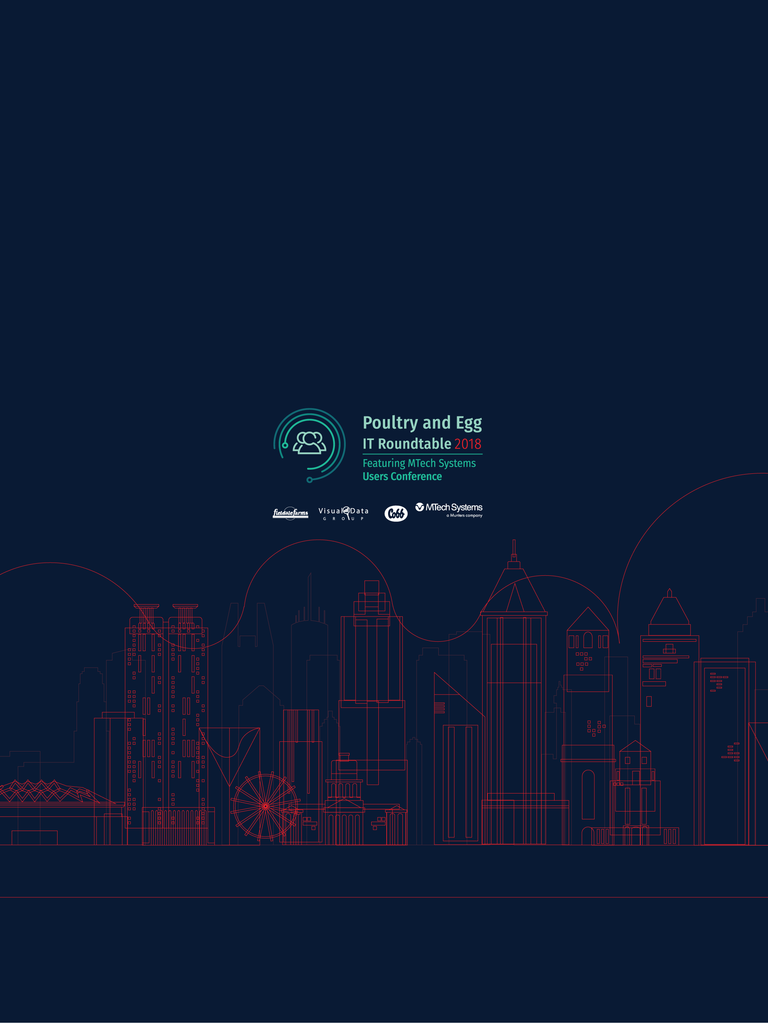 Poultry and Egg
IT Roundtable 2018
Featuring MTech Systems
Users Conference
fieldale farms
Visual Data
GROUP
Cobb
MTech Systems
a Munters company